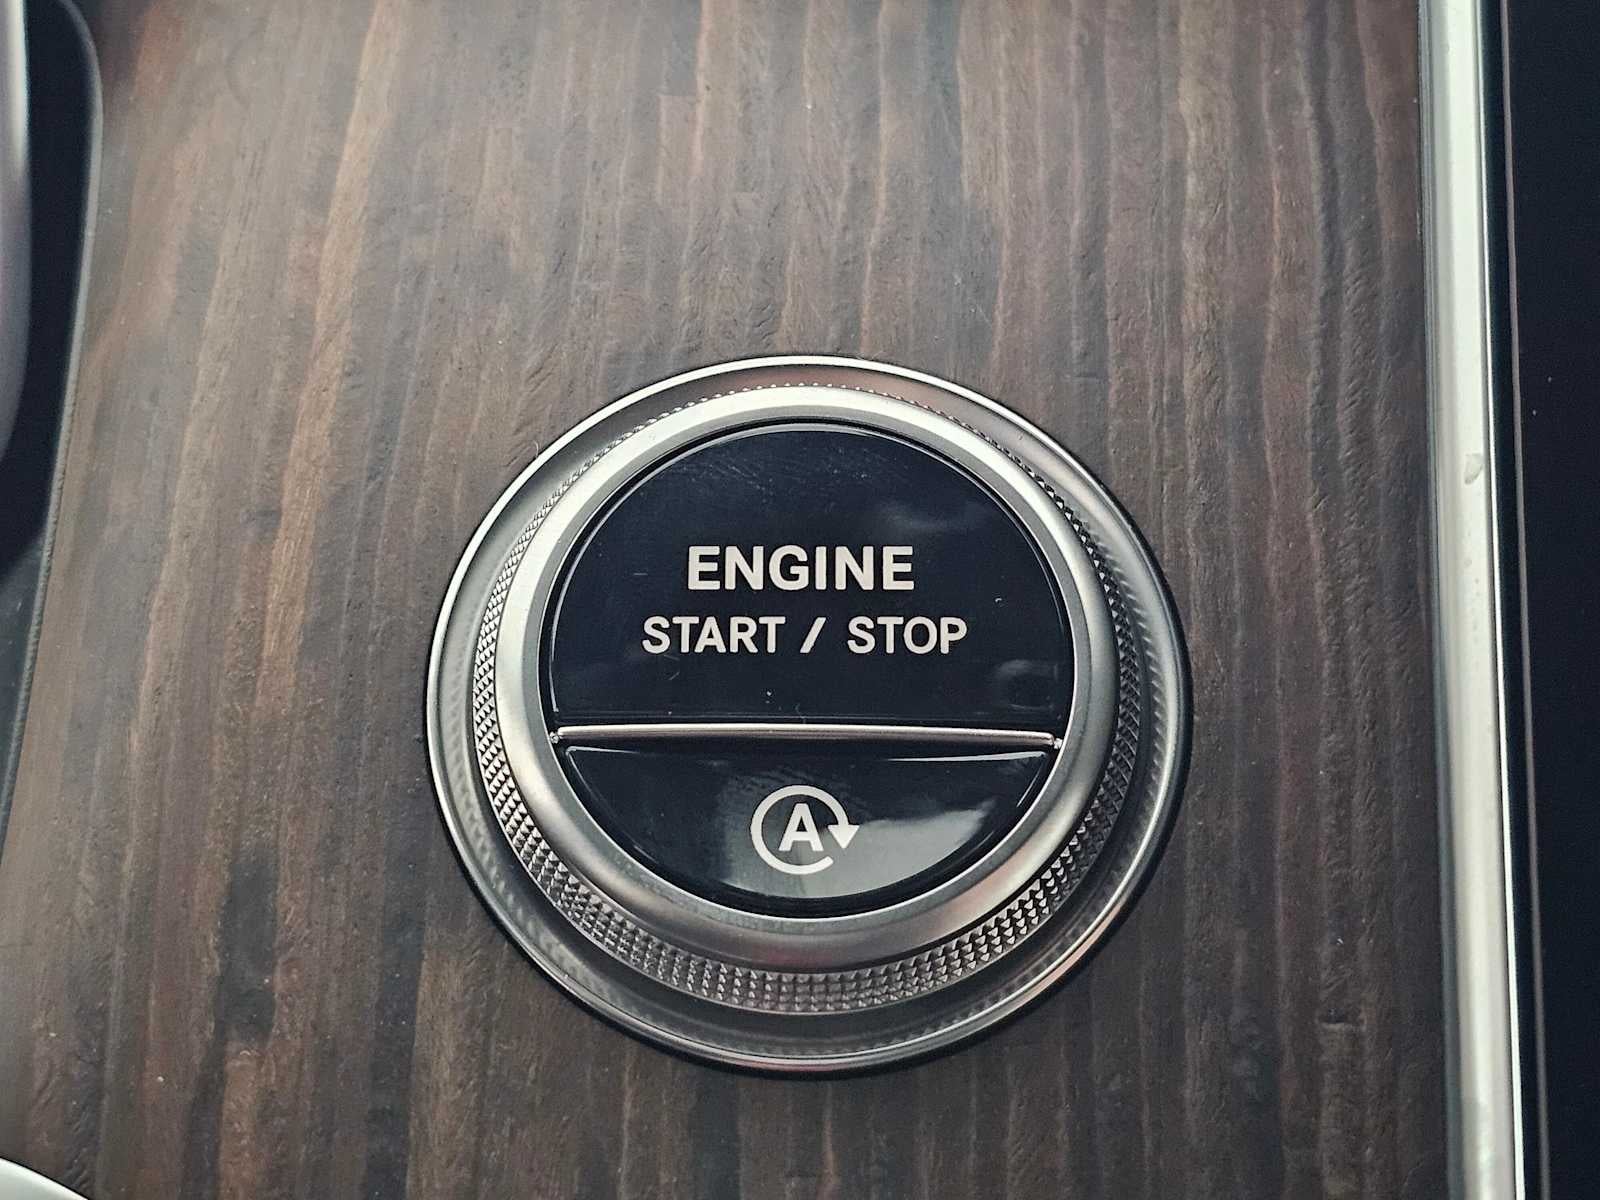 ENGINE
START / STOP
A